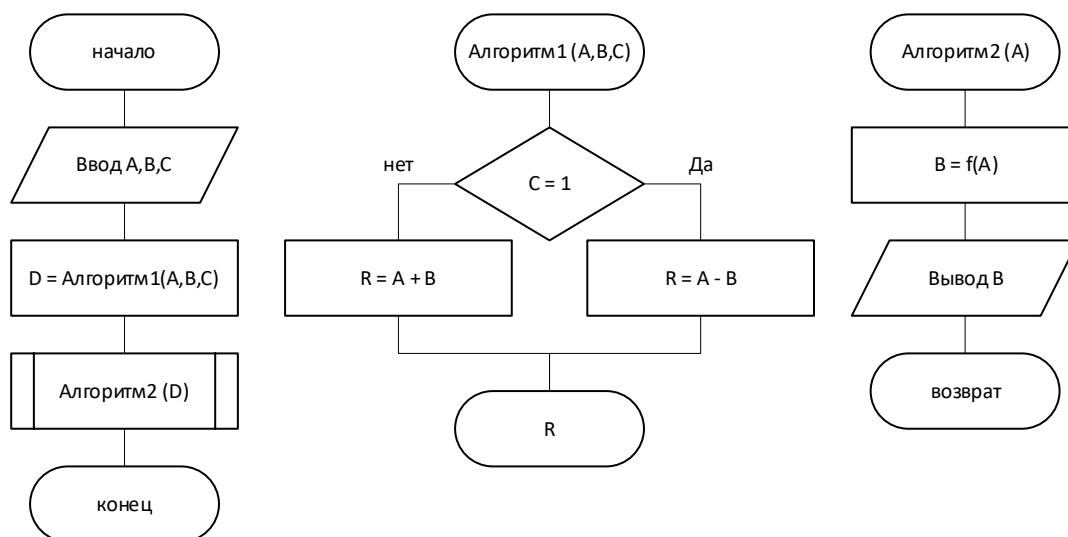 начало
Ввод A,B,C
D = Алгоритм1(A,B,C)
Алгоритм2 (D)
конец
Алгоритм1 (A,B,C)
нет
C = 1
Да
R = A + B
R = A - B
R
Алгоритм2 (A)
B = f(A)
Вывод B
возврат